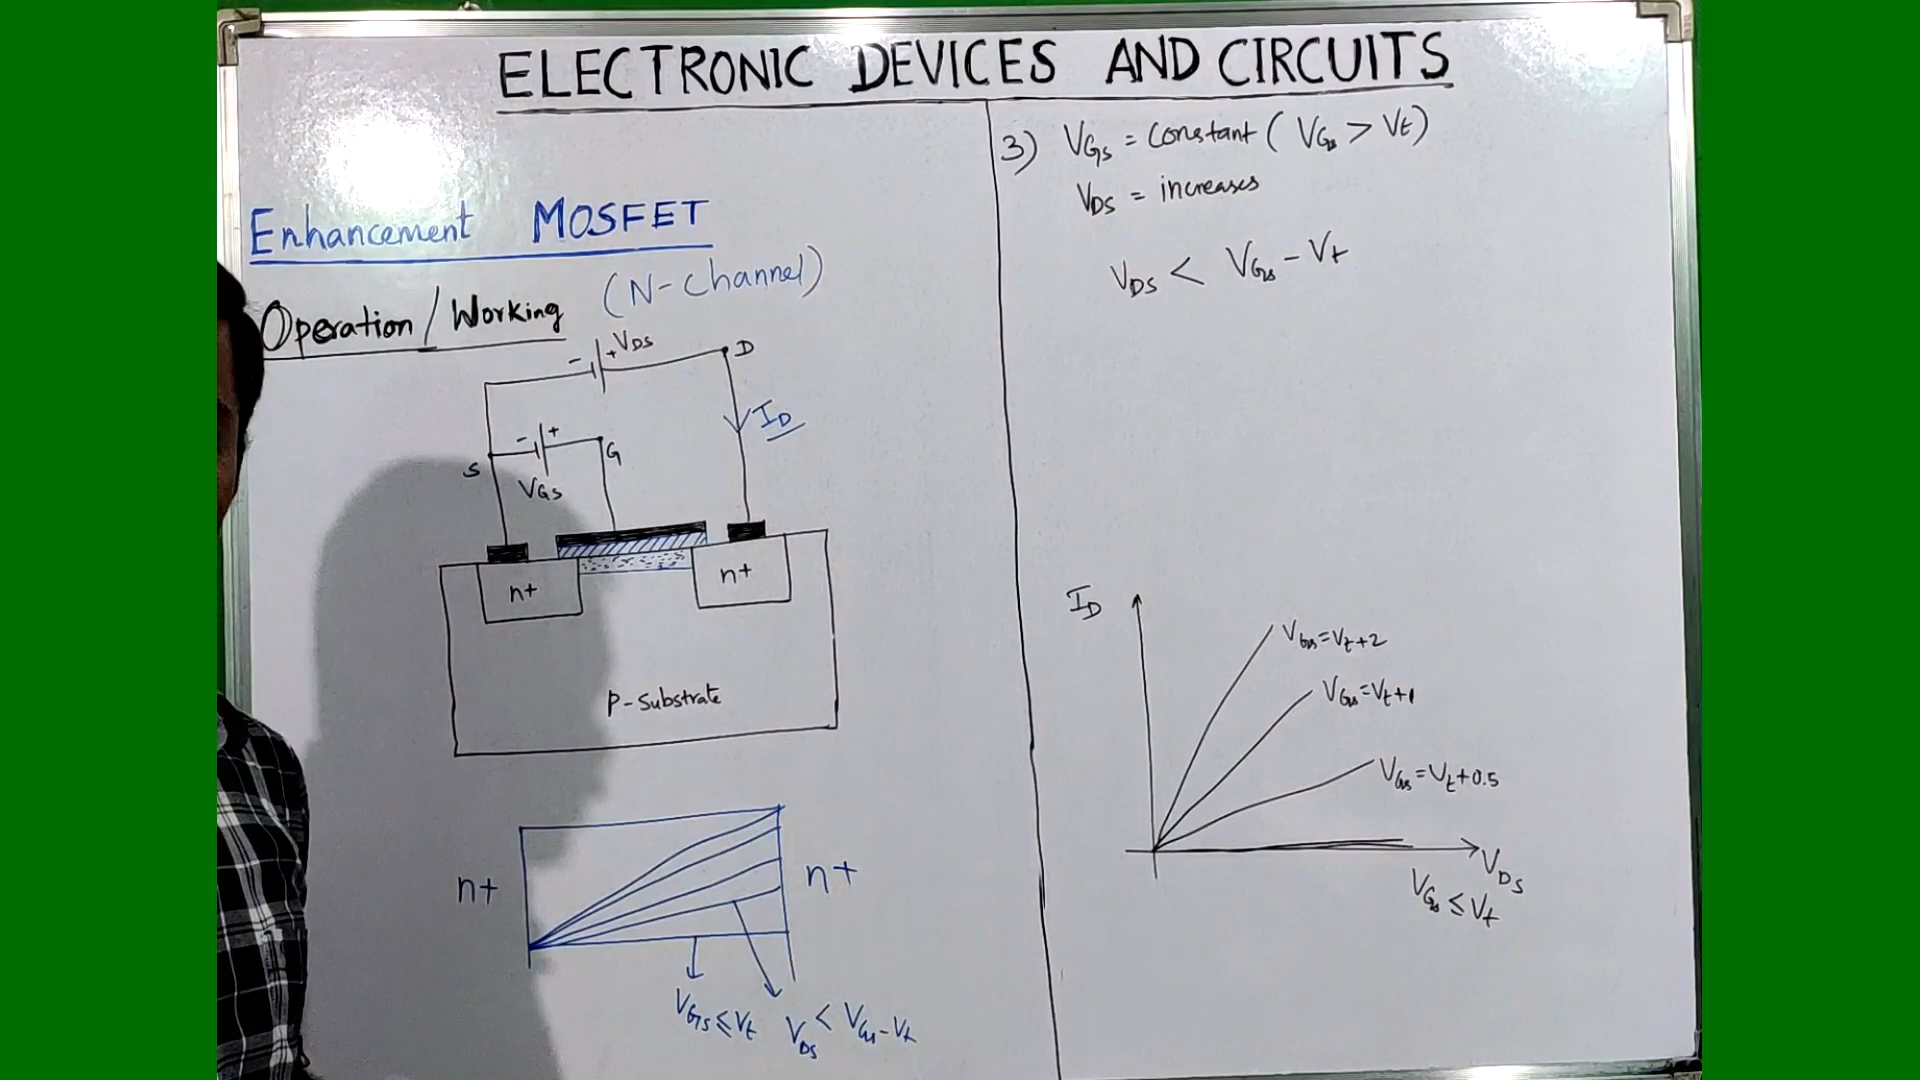 ELECTRONIC DEVICES AND CIRCUITS
Enhancement MOSFET
(N-Channel)
Operation/Working
- + VDS
D
ID
- +
S
G
VGS
n+
n+
P-Substrate
n+
n+
VGS ≤ Vt
VDS < VGS - Vt
3) VGS = Constant ( VGS > Vt)
VDS = increases
VDS < VGS - Vt
ID
VGS = Vt + 2
VGS = Vt + 1
VGS = Vt + 0.5
VDS
VGS ≤ Vt